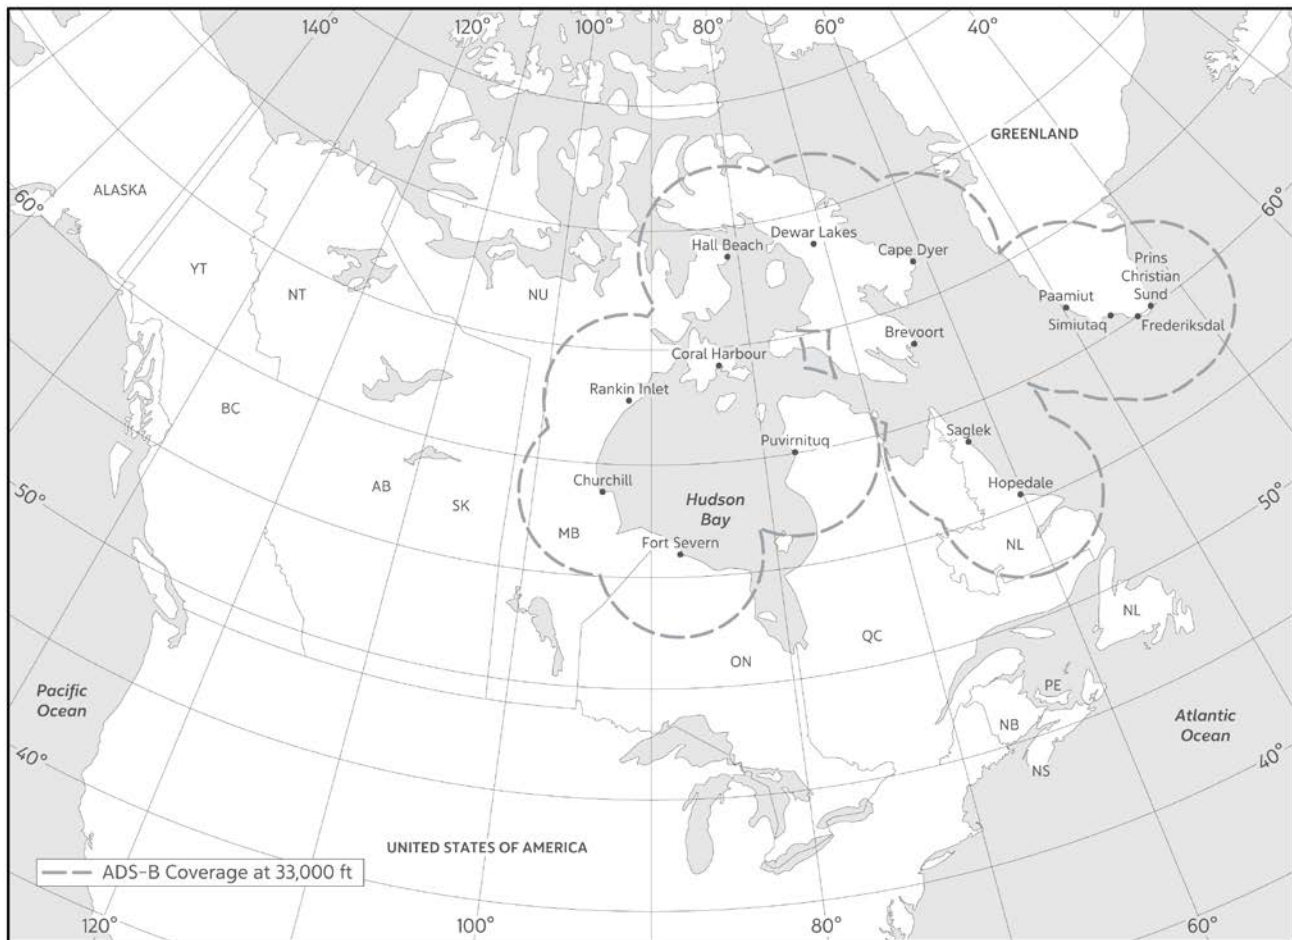 140° 120° 100° 80° 60° 40°
GREENLAND
ALASKA
60°
60°
YT
NT
NU
Hall Beach
Dewar Lakes
Cape Dyer
Prins
Christian
Sund
Paamiut
Simiutaq
Frederiksdal
Brevoort
Coral Harbour
Rankin Inlet
BC
AB
SK
MB
Churchill
Puvirnituq
Saglek
Hopedale
50°
50°
Hudson
Bay
Fort Severn
NL
NL
QC
ON
PE
NB
NS
Pacific
Ocean
Atlantic
Ocean
40°
40°
UNITED STATES OF AMERICA
ADS-B Coverage at 33,000 ft
120° 100° 80° 60°